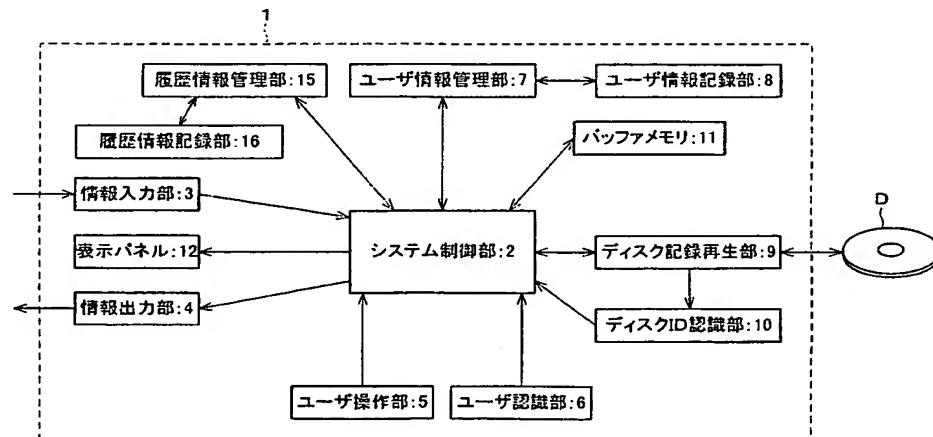 1
履歴情報管理部:15
ユーザ情報管理部:7
ユーザ情報記録部:8
履歴情報記録部:16
バッファメモリ:11
情報入力部:3
D
表示パネル:12
システム制御部:2
ディスク記録再生部:9
情報出力部:4
ディスクID認識部:10
ユーザ操作部:5
ユーザ認識部:6